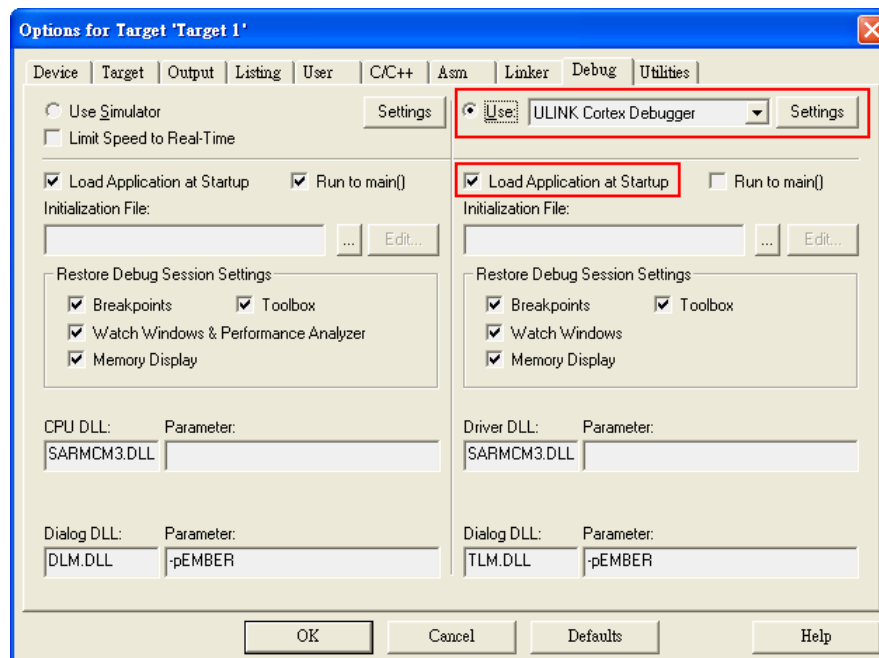 Options for Target 'Target 1'
Device Target Output Listing User C/C++ Asm Linker Debug Utilities
Use Simulator Settings Use: ULINK Cortex Debugger Settings
Limit Speed to Real-Time
Load Application at Startup Run to main() Load Application at Startup Run to main()
Initialization File: Initialization File:
... Edit... ... Edit...
Restore Debug Session Settings Restore Debug Session Settings
Breakpoints Toolbox Breakpoints Toolbox
Watch Windows & Performance Analyzer Watch Windows
Memory Display Memory Display
CPU DLL: Parameter: Driver DLL: Parameter:
SARMCM3.DLL SARMCM3.DLL
Dialog DLL: Parameter: Dialog DLL: Parameter:
DLM.DLL -pEMBER TLM.DLL -pEMBER
OK Cancel Defaults Help